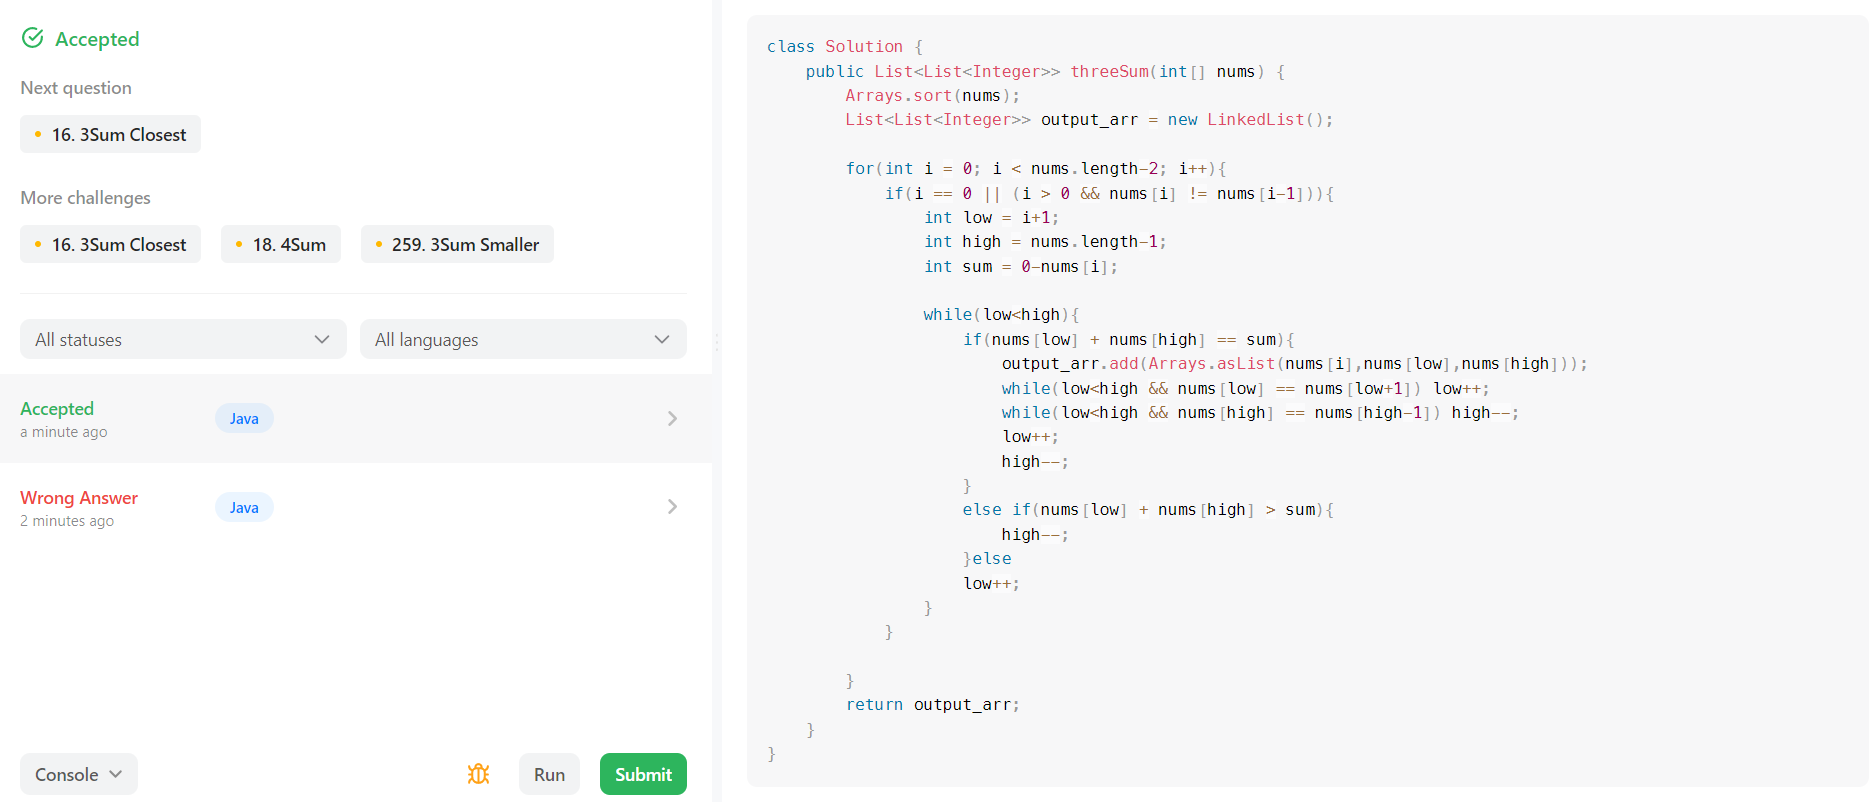 Accepted
Next question
16. 3Sum Closest
More challenges
16. 3Sum Closest
18. 4Sum
259. 3Sum Smaller
All statuses
All languages
Accepted
a minute ago
Java
Wrong Answer
2 minutes ago
Java
Console
Run
Submit
class Solution {
    public List<List<Integer>> threeSum(int[] nums) {
        Arrays.sort(nums);
        List<List<Integer>> output_arr = new LinkedList();

        for(int i = 0; i < nums.length-2; i++){
            if(i == 0 || (i > 0 && nums[i] != nums[i-1])){
                int low = i+1;
                int high = nums.length-1;
                int sum = 0-nums[i];

                while(low<high){
                    if(nums[low] + nums[high] == sum){
                        output_arr.add(Arrays.asList(nums[i],nums[low],nums[high]));
                        while(low<high && nums[low] == nums[low+1]) low++;
                        while(low<high && nums[high] == nums[high-1]) high--;
                        low++;
                        high--;
                    }
                    else if(nums[low] + nums[high] > sum){
                        high--;
                    }else
                    low++;
                }
            }

        }
        return output_arr;
    }
}